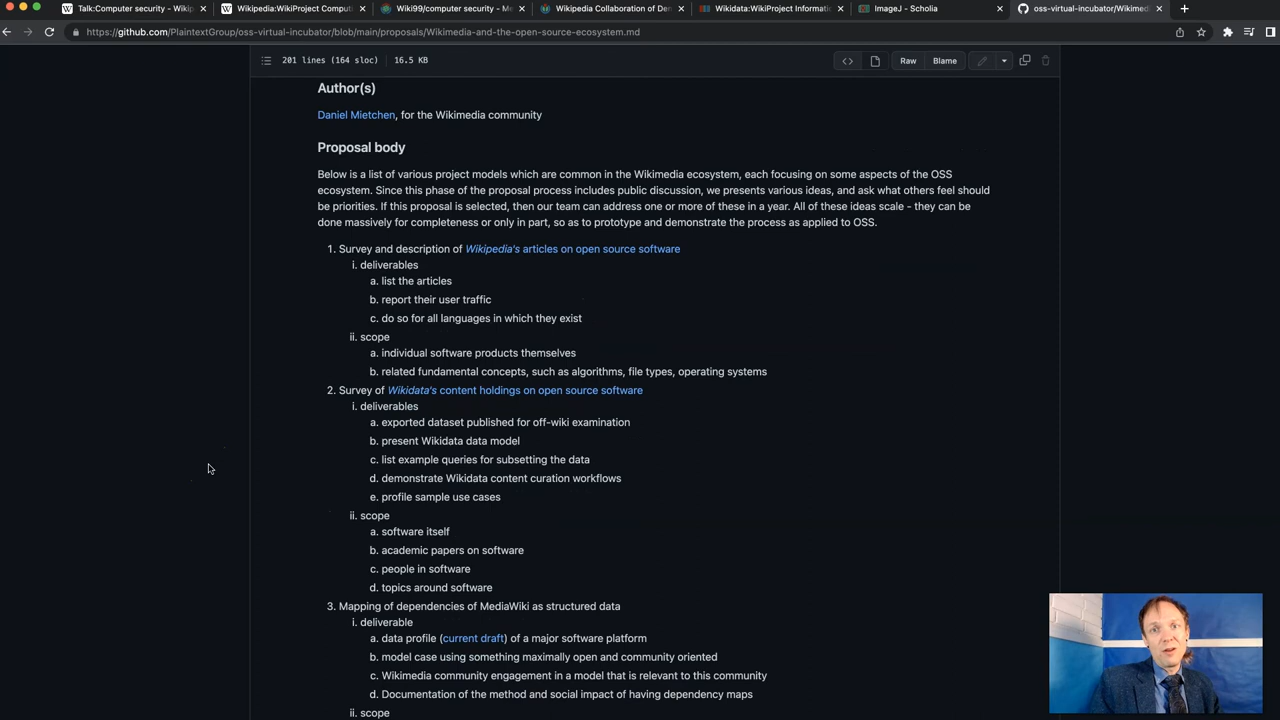 Talk:Computer security - Wikip
Wikipedia:WikiProject Computi
Wiki99/computer security - Me
Wikipedia Collaboration of Den
Wikidata:WikiProject Informati
ImageJ - Scholia
oss-virtual-incubator/Wikimed
https://github.com/PlaintextGroup/oss-virtual-incubator/blob/main/proposals/Wikimedia-and-the-open-source-ecosystem.md
201 lines (164 sloc) 16.5 KB
Raw Blame
Author(s)
Daniel Mietchen, for the Wikimedia community
Proposal body
Below is a list of various project models which are common in the Wikimedia ecosystem, each focusing on some aspects of the OSS
ecosystem. Since this phase of the proposal process includes public discussion, we presents various ideas, and ask what others feel should
be priorities. If this proposal is selected, then our team can address one or more of these in a year. All of these ideas scale - they can be
done massively for completeness or only in part, so as to prototype and demonstrate the process as applied to OSS.
1. Survey and description of Wikipedia's articles on open source software
i. deliverables
a. list the articles
b. report their user traffic
c. do so for all languages in which they exist
ii. scope
a. individual software products themselves
b. related fundamental concepts, such as algorithms, file types, operating systems
2. Survey of Wikidata's content holdings on open source software
i. deliverables
a. exported dataset published for off-wiki examination
b. present Wikidata data model
c. list example queries for subsetting the data
d. demonstrate Wikidata content curation workflows
e. profile sample use cases
ii. scope
a. software itself
b. academic papers on software
c. people in software
d. topics around software
3. Mapping of dependencies of MediaWiki as structured data
i. deliverable
a. data profile (current draft) of a major software platform
b. model case using something maximally open and community oriented
c. Wikimedia community engagement in a model that is relevant to this community
d. Documentation of the method and social impact of having dependency maps
ii. scope